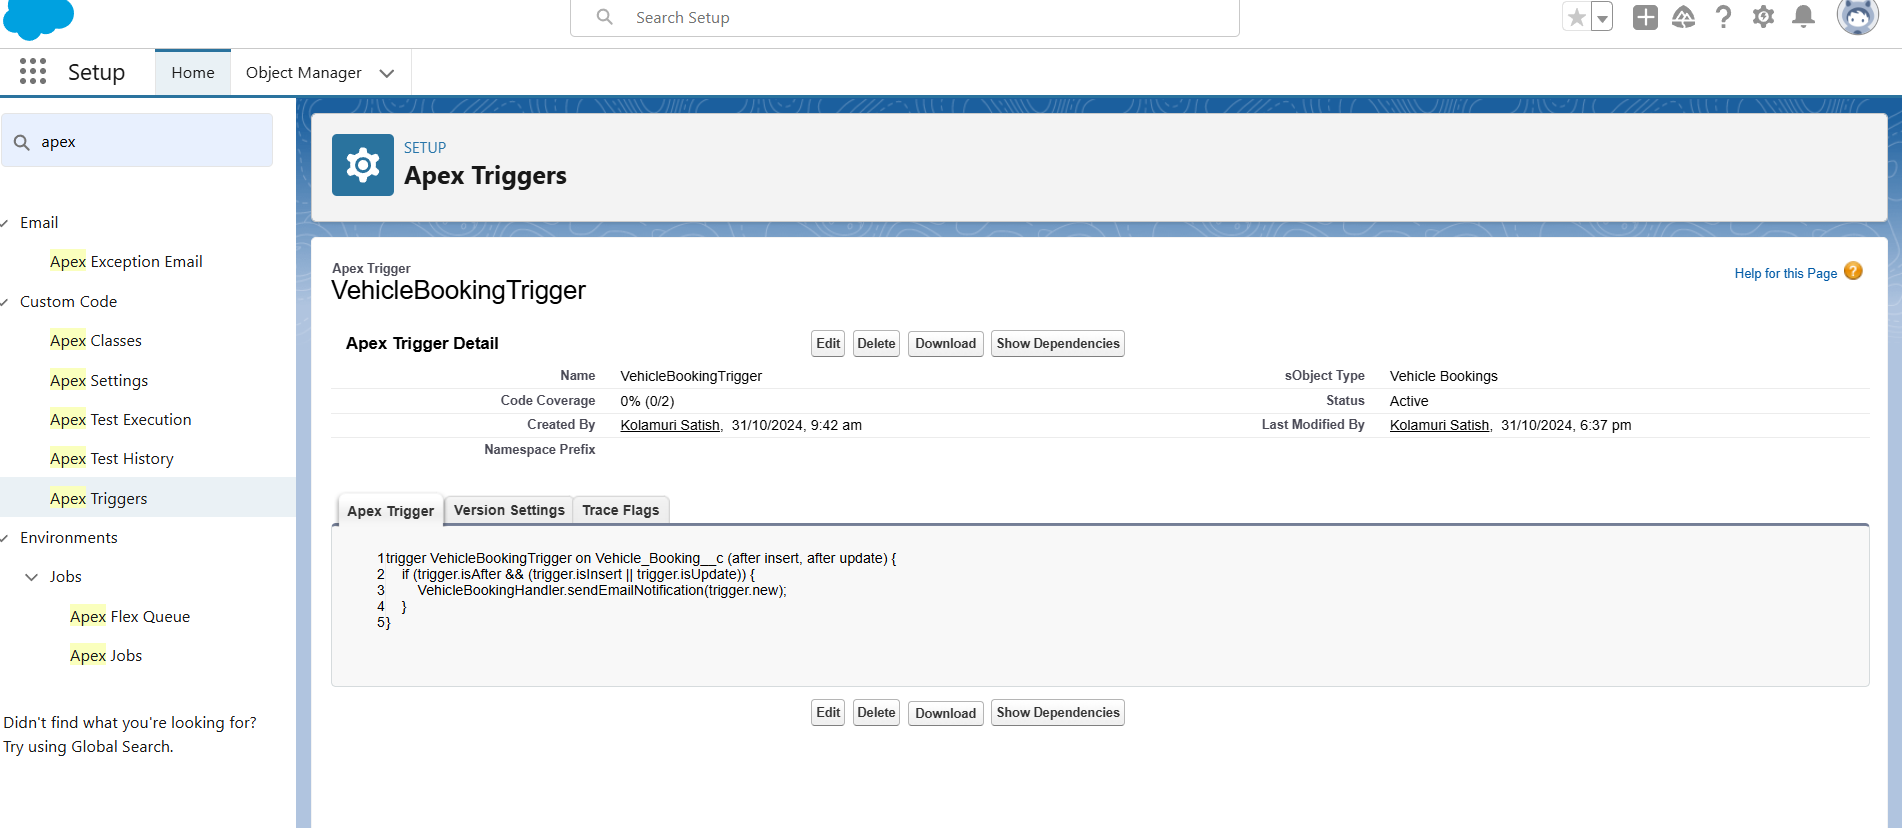 Search Setup
Setup
Home
Object Manager
apex
Email
Apex Exception Email
Custom Code
Apex Classes
Apex Settings
Apex Test Execution
Apex Test History
Apex Triggers
Environments
Jobs
Apex Flex Queue
Apex Jobs
Didn't find what you're looking for?
Try using Global Search.
SETUP
Apex Triggers
Apex Trigger
VehicleBookingTrigger
Help for this Page ?
Apex Trigger Detail
Edit Delete Download Show Dependencies
Name VehicleBookingTrigger sObject Type Vehicle Bookings
Code Coverage 0% (0/2) Status Active
Created By Kolamuri Satish, 31/10/2024, 9:42 am Last Modified By Kolamuri Satish, 31/10/2024, 6:37 pm
Namespace Prefix
Apex Trigger Version Settings Trace Flags
1trigger VehicleBookingTrigger on Vehicle_Booking__c (after insert, after update) {
2    if (trigger.isAfter && (trigger.isInsert || trigger.isUpdate)) {
3        VehicleBookingHandler.sendEmailNotification(trigger.new);
4    }
5}
Edit Delete Download Show Dependencies